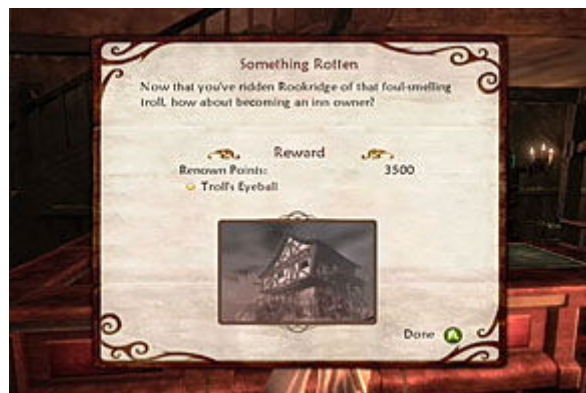 Something Rotten
Now that you've ridden Rookridge of that foul-smelling
troll, how about becoming an inn owner?
Reward
Renown Points: 3500
Troll's Eyeball
Done A